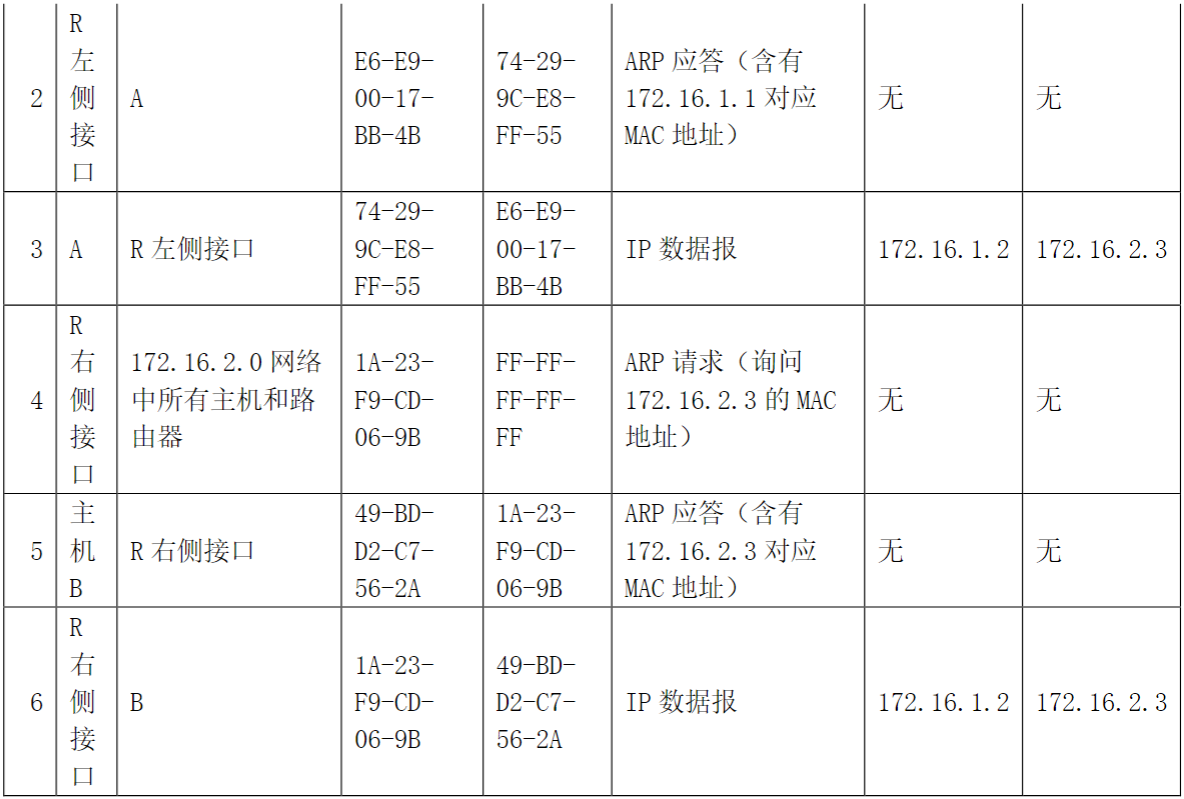 2
R
左
侧
接
口
A
E6-E9-
00-17-
BB-4B
74-29-
9C-E8-
FF-55
ARP 应答（含有
172.16.1.1 对应
MAC 地址）
无
无
3
A
R 左侧接口
74-29-
9C-E8-
FF-55
E6-E9-
00-17-
BB-4B
IP 数据报
172.16.1.2
172.16.2.3
4
R
右
侧
接
口
172.16.2.0 网络
中所有主机和路
由器
1A-23-
F9-CD-
06-9B
FF-FF-
FF-FF-
FF
ARP 请求（询问
172.16.2.3 的 MAC
地址）
无
无
5
主
机
B
R 右侧接口
49-BD-
D2-C7-
56-2A
1A-23-
F9-CD-
06-9B
ARP 应答（含有
172.16.2.3 对应
MAC 地址）
无
无
6
R
右
侧
接
口
B
1A-23-
F9-CD-
06-9B
49-BD-
D2-C7-
56-2A
IP 数据报
172.16.1.2
172.16.2.3